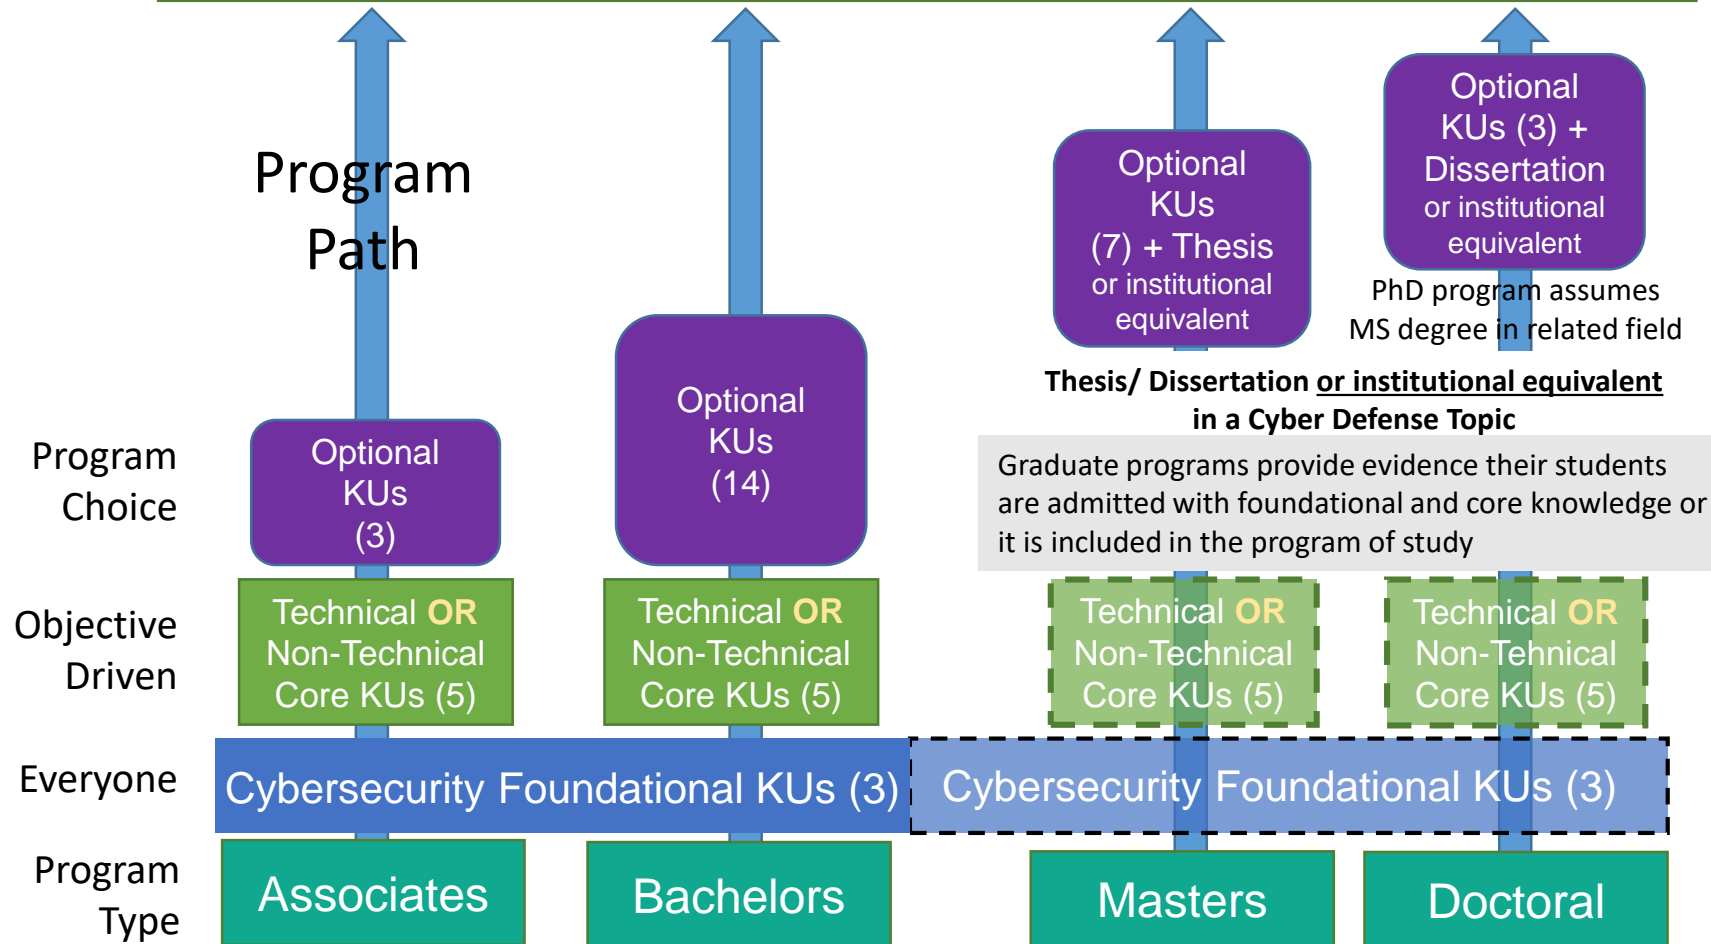 Program
Path
Optional
KUs (3) +
Dissertation
or institutional
equivalent
Optional
KUs
(7) + Thesis
or institutional
equivalent
PhD program assumes
MS degree in related field
Thesis/ Dissertation or institutional equivalent
in a Cyber Defense Topic
Graduate programs provide evidence their students
are admitted with foundational and core knowledge or
it is included in the program of study
Program
Choice
Optional
KUs
(3)
Optional
KUs
(14)
Objective
Driven
Technical OR
Non-Technical
Core KUs (5)
Technical OR
Non-Technical
Core KUs (5)
Technical OR
Non-Technical
Core KUs (5)
Technical OR
Non-Tehnical
Core KUs (5)
Everyone
Cybersecurity Foundational KUs (3)
Cybersecurity Foundational KUs (3)
Program
Type
Associates
Bachelors
Masters
Doctoral